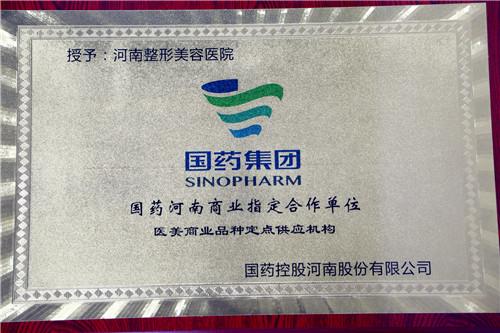 授予：河南整形美容医院
国药集团
SINOPHARM
国药河南商业指定合作单位
医美商业品种定点供应机构
国药控股河南股份有限公司